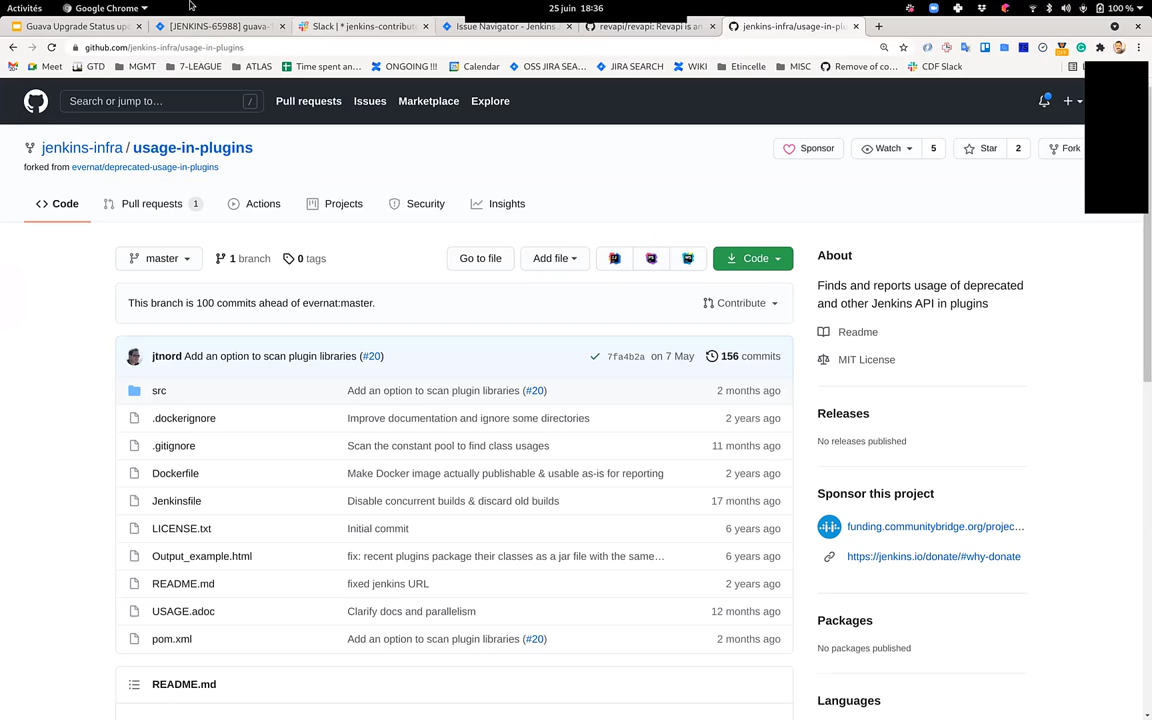 Activités Google Chrome 25 juin 18:36 100 %
Guava Upgrade Status upd [JENKINS-65988] guava- Slack | * jenkins-contribute Issue Navigator - Jenkins revapi/revapi: Revapi is an jenkins-infra/usage-in-plu
github.com/jenkins-infra/usage-in-plugins
Meet GTD MGMT 7-LEAGUE ATLAS Time spent an... ONGOING !!! Calendar OSS JIRA SEA... JIRA SEARCH WIKI Etincelle MISC Remove of co... CDF Slack
Search or jump to… / Pull requests Issues Marketplace Explore
jenkins-infra / usage-in-plugins Sponsor Watch 5 Star 2 Fork
forked from evernat/deprecated-usage-in-plugins
Code Pull requests 1 Actions Projects Security Insights
master 1 branch 0 tags Go to file Add file Code
This branch is 100 commits ahead of evernat:master. Contribute
jtnord Add an option to scan plugin libraries (#20) 7fa4b2a on 7 May 156 commits
src Add an option to scan plugin libraries (#20) 2 months ago
.dockerignore Improve documentation and ignore some directories 2 years ago
.gitignore Scan the constant pool to find class usages 11 months ago
Dockerfile Make Docker image actually publishable & usable as-is for reporting 2 years ago
Jenkinsfile Disable concurrent builds & discard old builds 17 months ago
LICENSE.txt Initial commit 6 years ago
Output_example.html fix: recent plugins package their classes as a jar file with the same… 6 years ago
README.md fixed jenkins URL 2 years ago
USAGE.adoc Clarify docs and parallelism 12 months ago
pom.xml Add an option to scan plugin libraries (#20) 2 months ago
README.md
About
Finds and reports usage of deprecated
and other Jenkins API in plugins
Readme
MIT License
Releases
No releases published
Sponsor this project
funding.communitybridge.org/projec…
https://jenkins.io/donate/#why-donate
Packages
No packages published
Languages